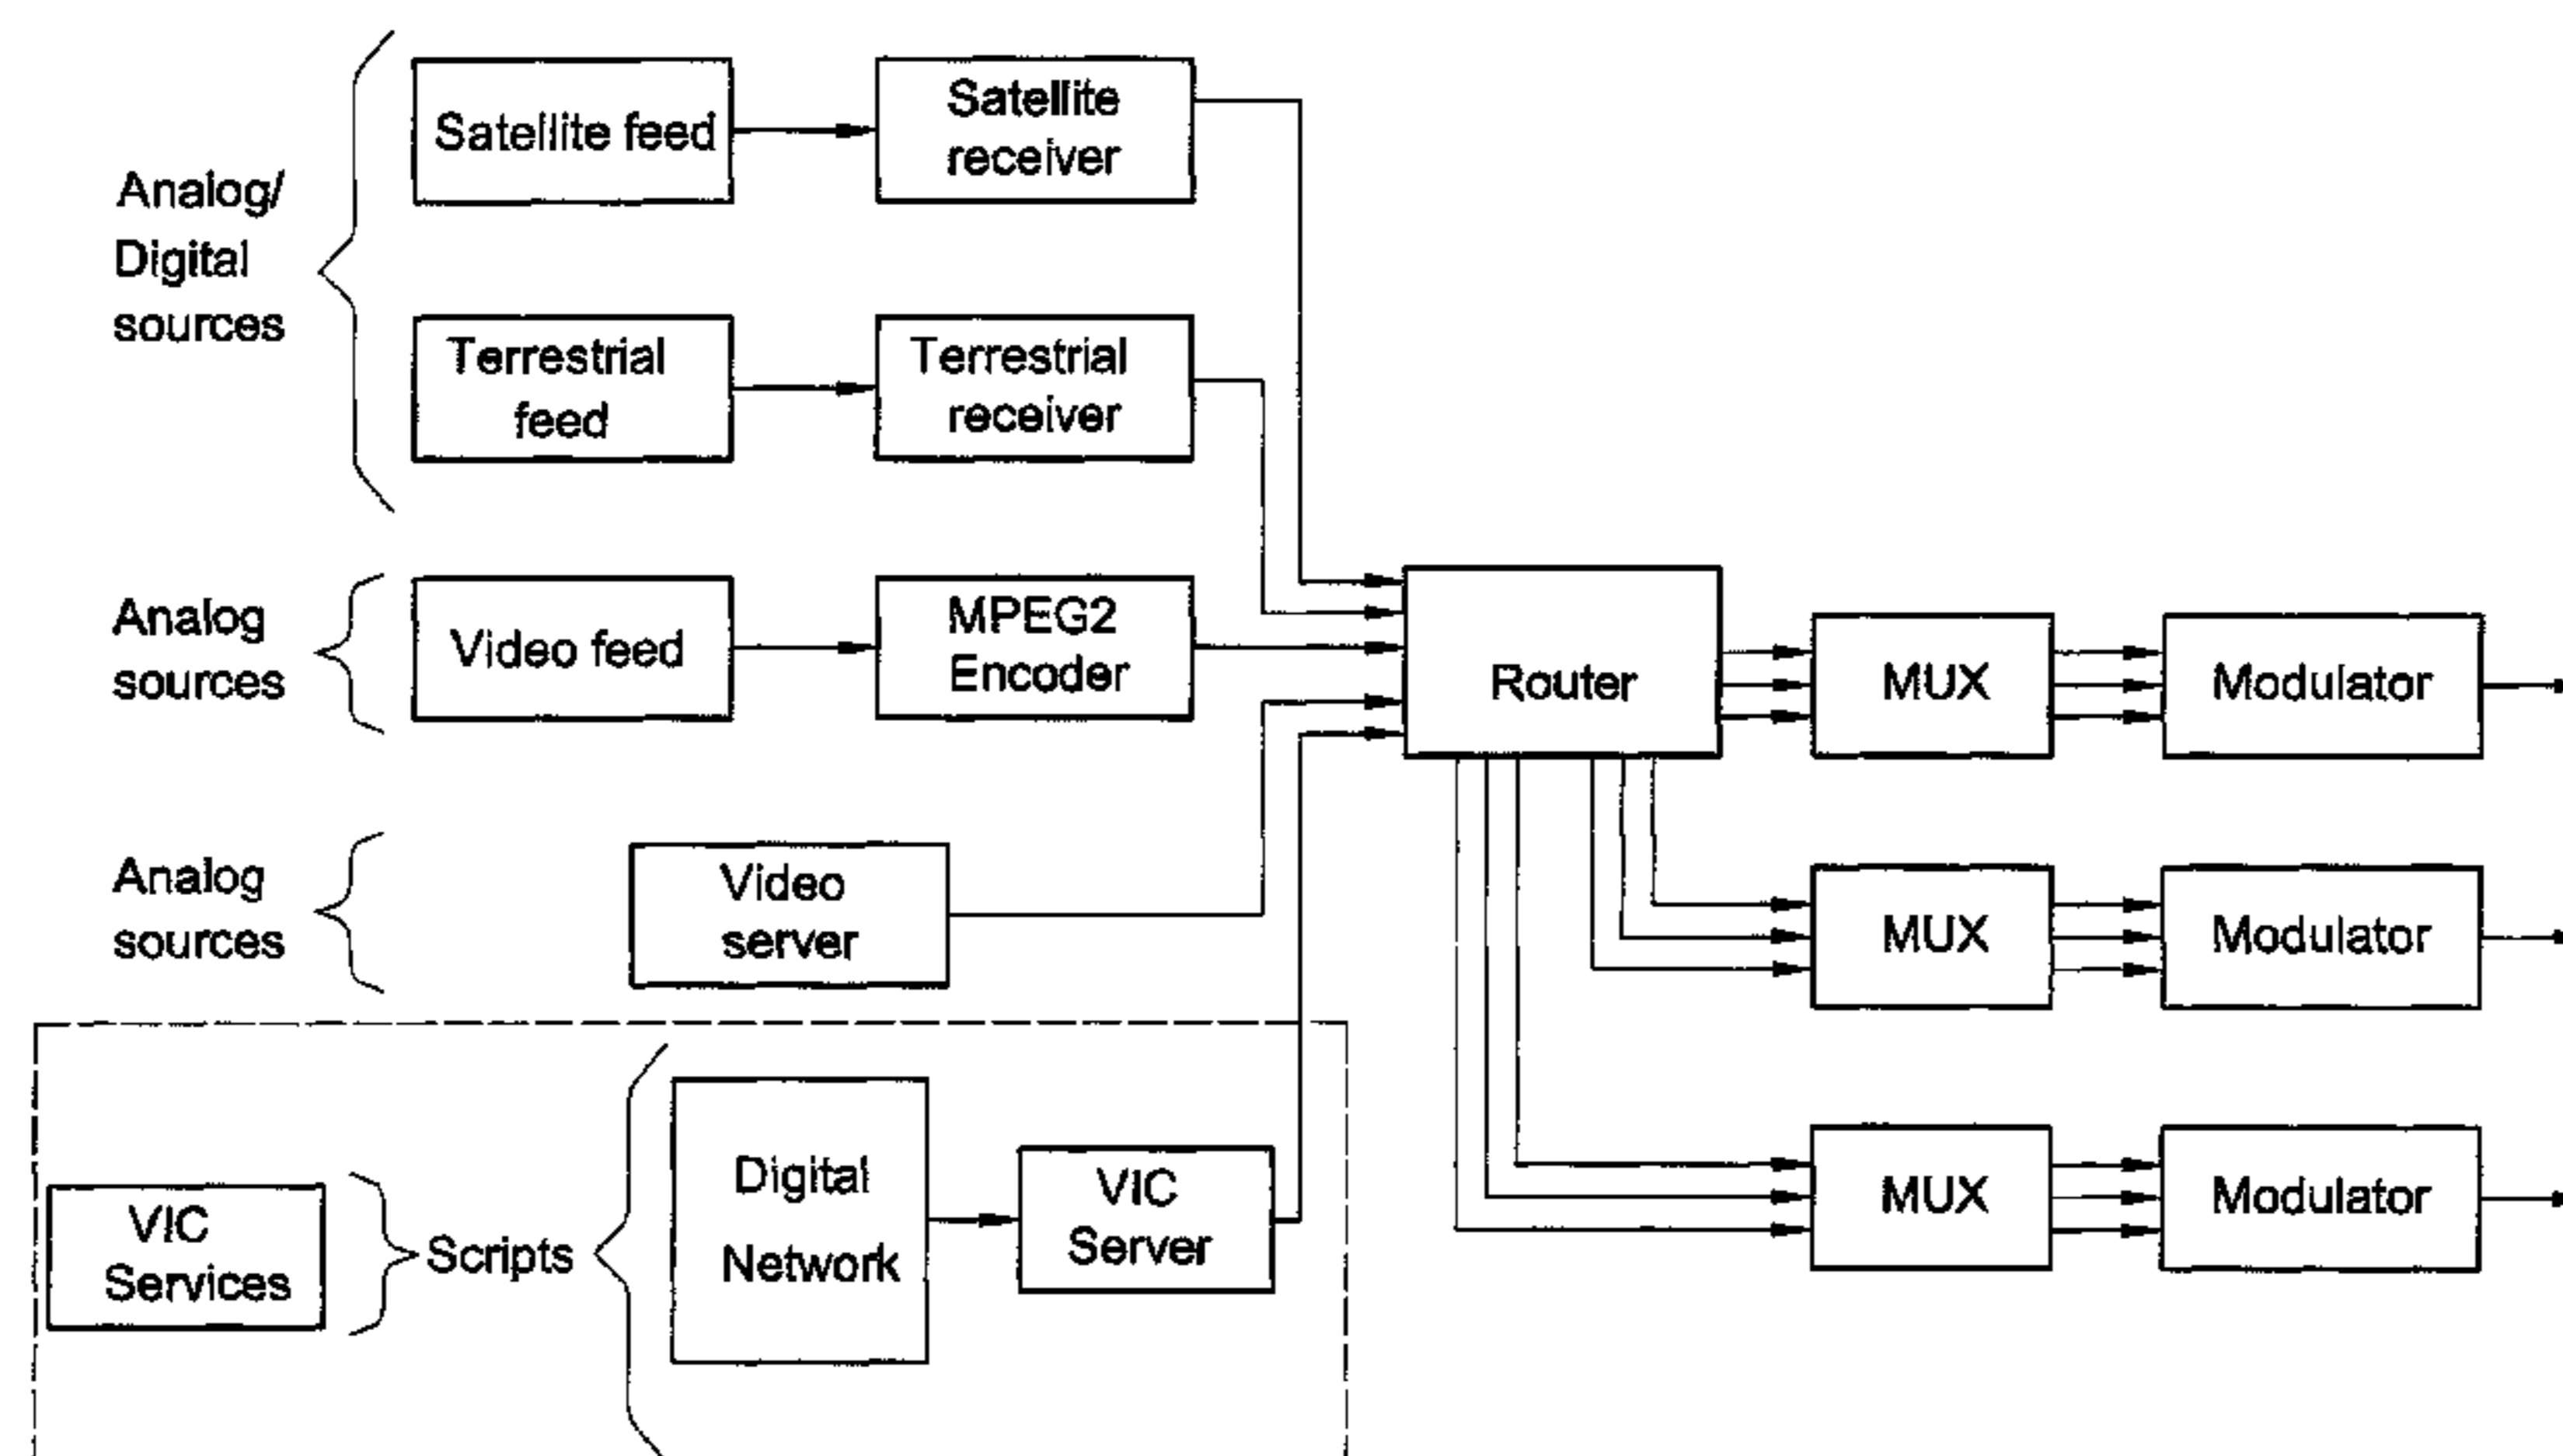 Analog/
Digital
sources
Satellite feed
Satellite
receiver
Terrestrial
feed
Terrestrial
receiver
Analog
sources
Video feed
MPEG2
Encoder
Router
MUX
Modulator
Analog
sources
Video
server
MUX
Modulator
VIC
Services
Scripts
Digital
Network
VIC
Server
MUX
Modulator